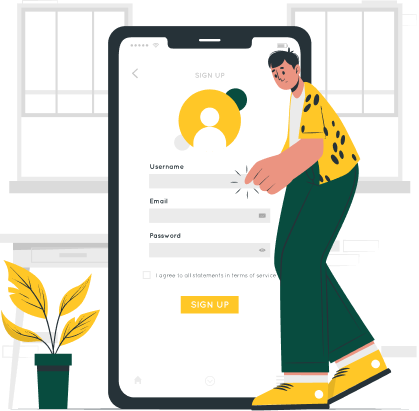 SIGN UP
Username
Email
Password
I agree to all statements in terms of service
SIGN UP